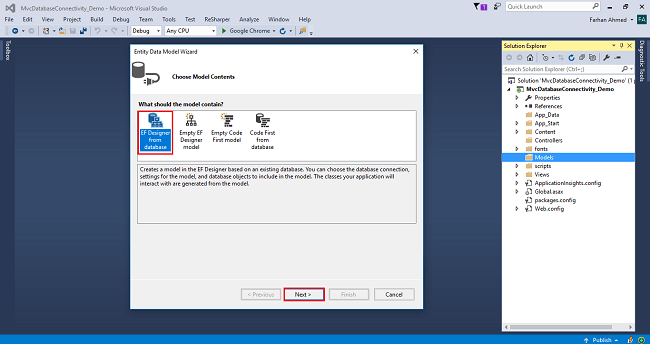 MvcDatabaseConnectivity_Demo - Microsoft Visual Studio
Quick Launch (Ctrl+Q)
File Edit View Project Build Debug Team Tools Test ReSharper Analyze Window Help
Farhan Ahmed FA
Debug Any CPU Google Chrome
Toolbox
Entity Data Model Wizard
Choose Model Contents
What should the model contain?
EF Designer from database
Empty EF Designer model
Empty Code First model
Code First from database
Creates a model in the EF Designer based on an existing database. You can choose the database connection,
settings for the model, and database objects to include in the model. The classes your application will
interact with are generated from the model.
< Previous Next > Finish Cancel
Solution Explorer
Search Solution Explorer (Ctrl+;)
Solution 'MvcDatabaseConnectivity_Demo' (1
MvcDatabaseConnectivity_Demo
Properties
References
App_Data
App_Start
Content
Controllers
fonts
Models
scripts
Views
ApplicationInsights.config
Global.asax
packages.config
Web.config
Diagnostic Tools
Publish